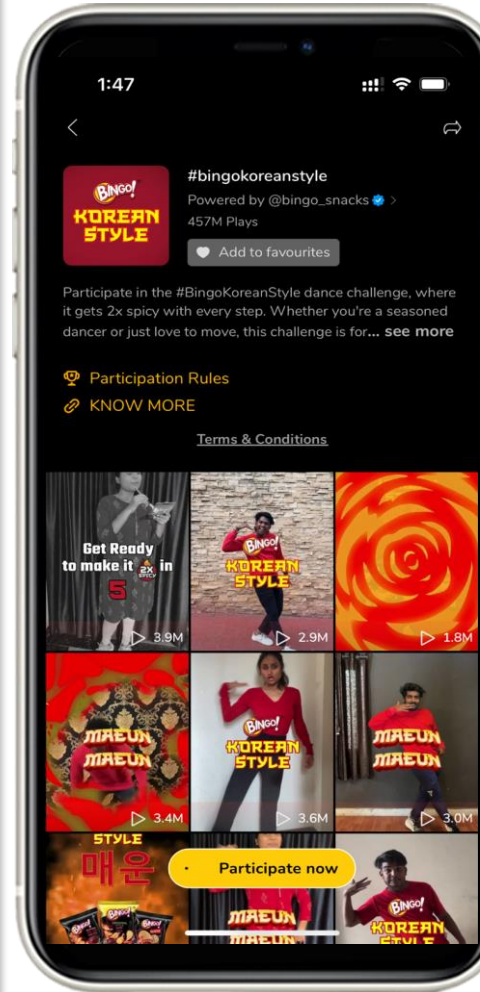 1:47
BINGO!
KOREAN
STYLE
#bingokoreanstyle
Powered by @bingo_snacks
457M Plays
Add to favourites
Participate in the #BingoKoreanStyle dance challenge, where
it gets 2x spicy with every step. Whether you're a seasoned
dancer or just love to move, this challenge is for... see more
Participation Rules
KNOW MORE
Terms & Conditions
Get Ready
to make it 2X SPICY in
5
3.9M
BINGO!
KOREAN
STYLE
2.9M
1.8M
MAEUN
MAEUN
3.4M
BINGO!
KOREAN
STYLE
3.6M
MAEUN
MAEUN
3.0M
STYLE
매운
BINGO!
Participate now
MAEUN
MAEUN
BINGO!
KOREAN
STYLE